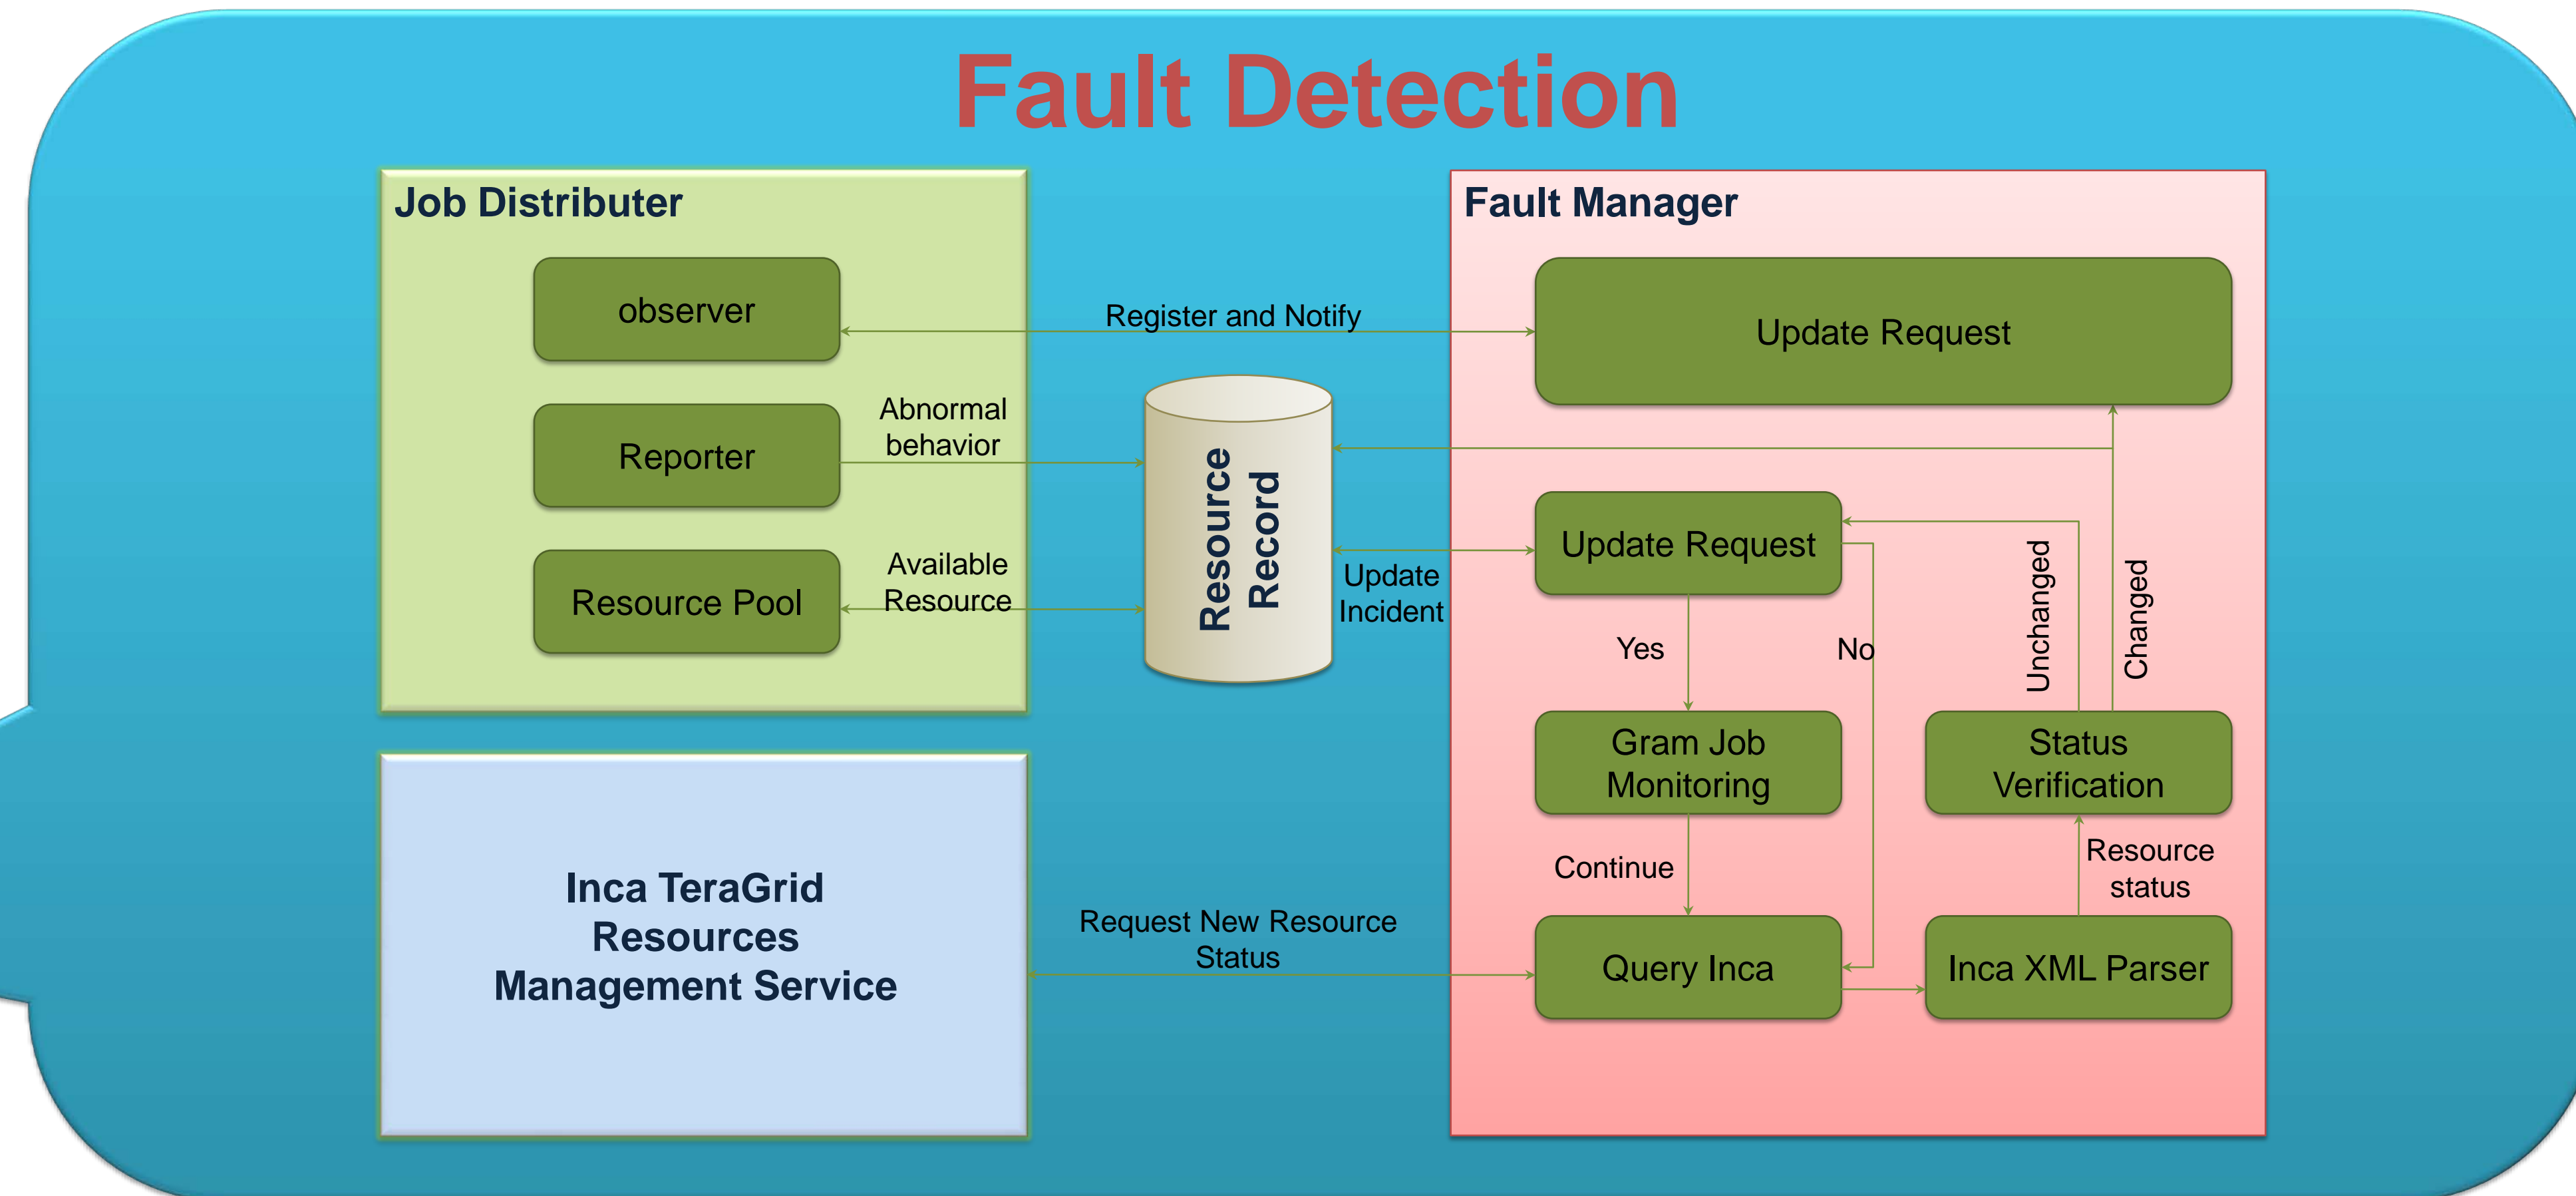 Fault Detection
Job Distributer
observer
Reporter
Resource Pool
Abnormal
behavior
Available
Resource
Register and Notify
Resource
Record
Update
Incident
Fault Manager
Update Request
Update Request
Yes
No
Unchanged
Changed
Gram Job
Monitoring
Status
Verification
Continue
Resource
status
Query Inca
Inca XML Parser
Inca TeraGrid
Resources
Management Service
Request New Resource
Status